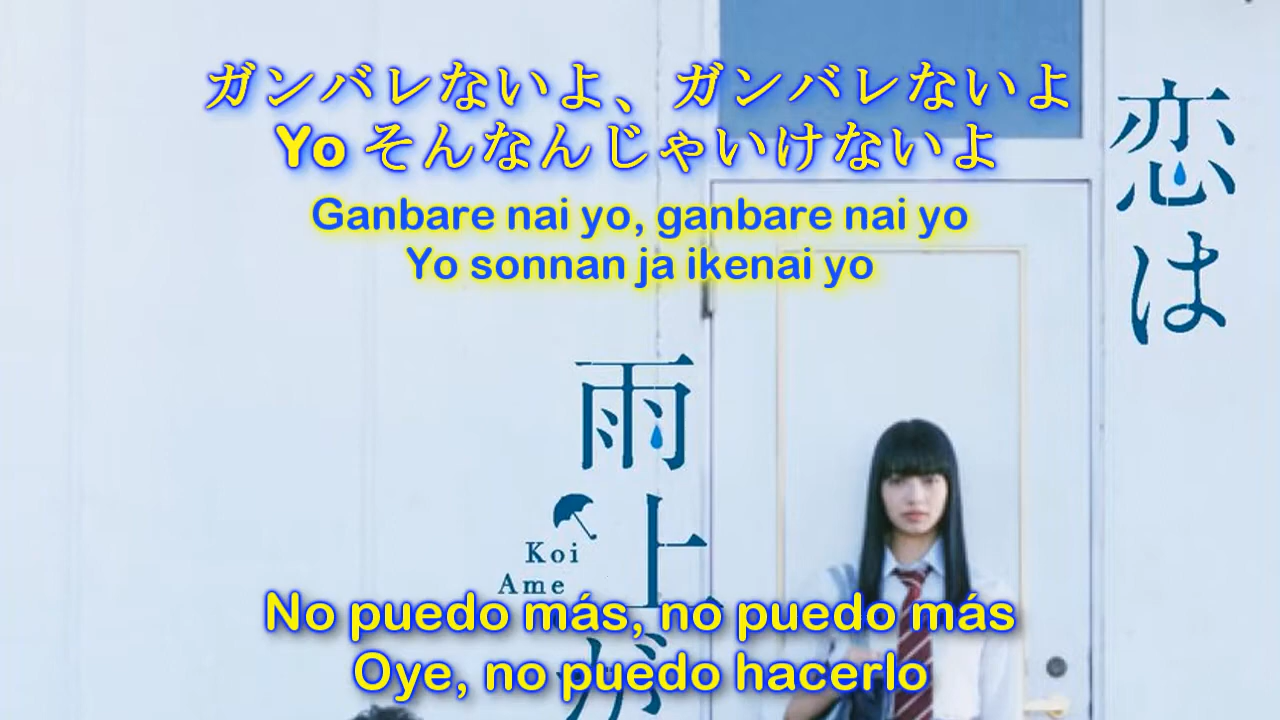 ガンバレないよ、ガンバレないよ
Yo そんなんじゃいけないよ
Ganbare nai yo, ganbare nai yo
Yo sonnan ja ikenai yo
恋は
雨上が
Koi
Ame
No puedo más, no puedo más
Oye, no puedo hacerlo